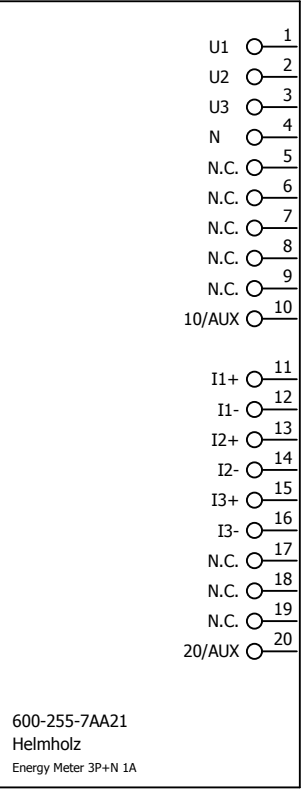 U1 1
U2 2
U3 3
N 4
N.C. 5
N.C. 6
N.C. 7
N.C. 8
N.C. 9
10/AUX 10
I1+ 11
I1- 12
I2+ 13
I2- 14
I3+ 15
I3- 16
N.C. 17
N.C. 18
N.C. 19
20/AUX 20
600-255-7AA21
Helmholz
Energy Meter 3P+N 1A